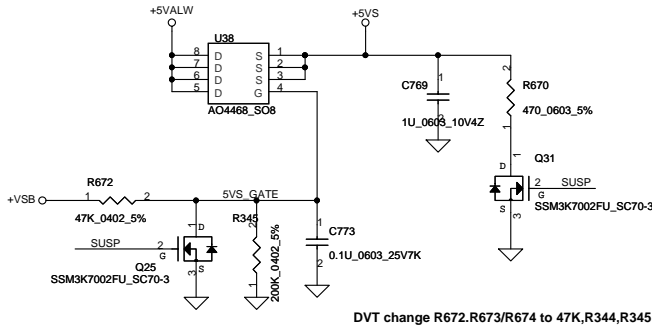 +5VALW
+5VS
U38
8 D S 1
7 D S 2
6 D S 3
5 D G 4
AO4468_SO8
C769
1
2
1U_0603_10V4Z
2
R670
470_0603_5%
1
Q31
D
1
2
G
SUSP
S
3
SSM3K7002FU_SC70-3
R672
+VSB
1
2
47K_0402_5%
5VS_GATE
SUSP
2
G
1
D
S
3
Q25
SSM3K7002FU_SC70-3
R345
2
1
200K_0402_5%
1
C773
2
0.1U_0603_25V7K
DVT change R672.R673/R674 to 47K,R344,R345